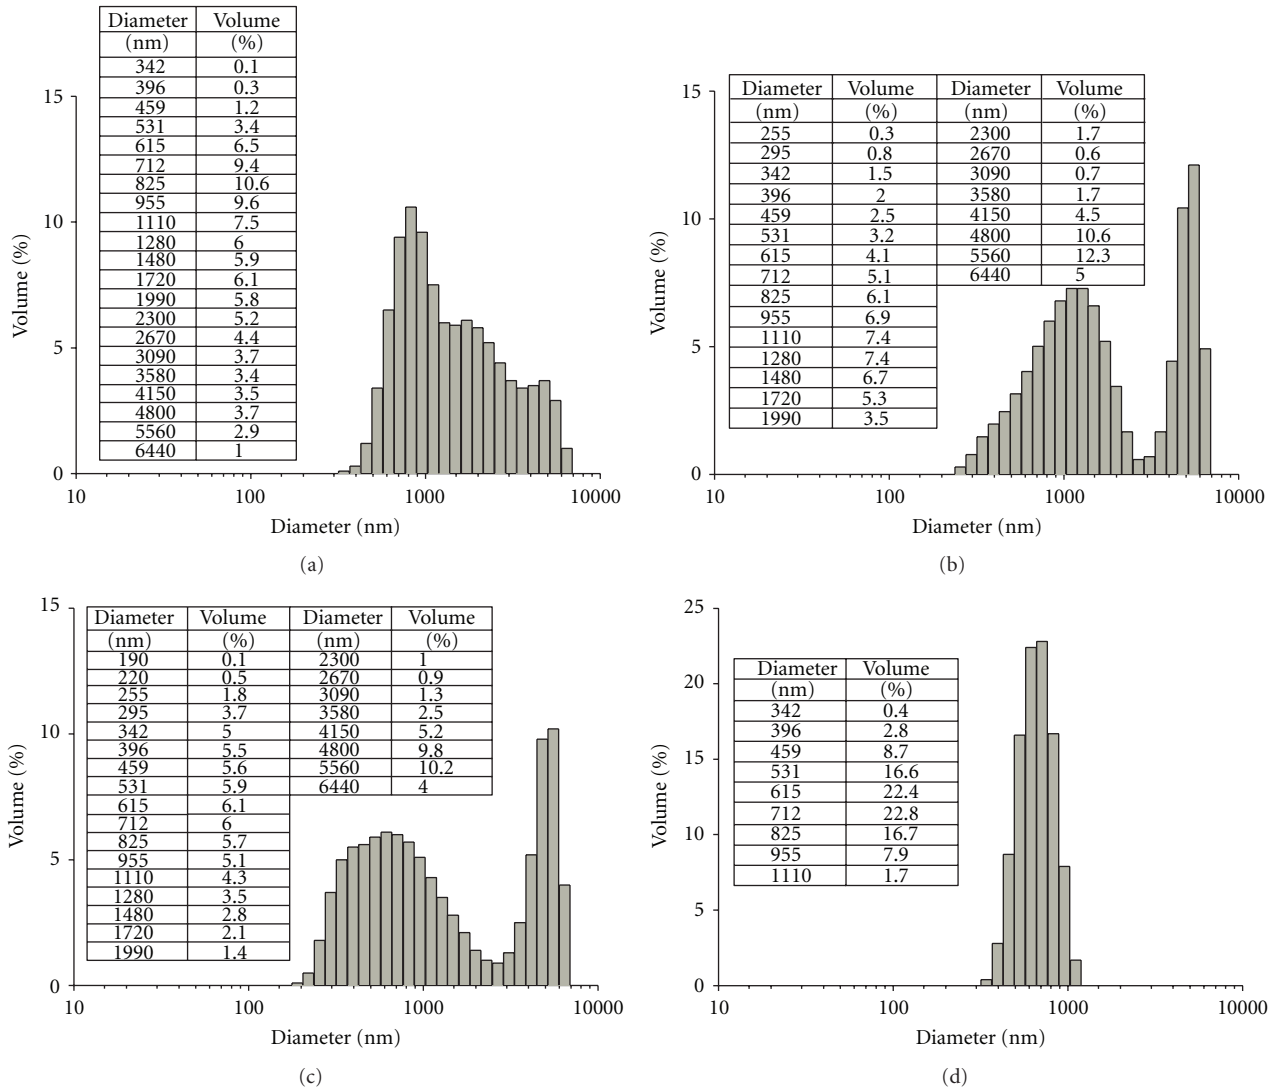 Diameter Volume
(nm) (%)
342 0.1
396 0.3
459 1.2
531 3.4
615 6.5
712 9.4
825 10.6
955 9.6
1110 7.5
1280 6
1480 5.9
1720 6.1
1990 5.8
2300 5.2
2670 4.4
3090 3.7
3580 3.4
4150 3.5
4800 3.7
5560 2.9
6440 1
15
10
5
0
Volume (%)
10 100 1000 10000
Diameter (nm)
(a)
Diameter Volume Diameter Volume
(nm) (%) (nm) (%)
255 0.3 2300 1.7
295 0.8 2670 0.6
342 1.5 3090 0.7
396 2 3580 1.7
459 2.5 4150 4.5
531 3.2 4800 10.6
615 4.1 5560 12.3
712 5.1 6440 5
825 6.1
955 6.9
1110 7.4
1280 7.4
1480 6.7
1720 5.3
1990 3.5
15
10
5
0
Volume (%)
10 100 1000 10000
Diameter (nm)
(b)
Diameter Volume Diameter Volume
(nm) (%) (nm) (%)
190 0.1 2300 1
220 0.5 2670 0.9
255 1.8 3090 1.3
295 3.7 3580 2.5
342 5 4150 5.2
396 5.5 4800 9.8
459 5.6 5560 10.2
531 5.9 6440 4
615 6.1
712 6
825 5.7
955 5.1
1110 4.3
1280 3.5
1480 2.8
1720 2.1
1990 1.4
15
10
5
0
Volume (%)
10 100 1000 10000
Diameter (nm)
(c)
Diameter Volume
(nm) (%)
342 0.4
396 2.8
459 8.7
531 16.6
615 22.4
712 22.8
825 16.7
955 7.9
1110 1.7
25
20
15
10
5
0
Volume (%)
10 100 1000 10000
Diameter (nm)
(d)